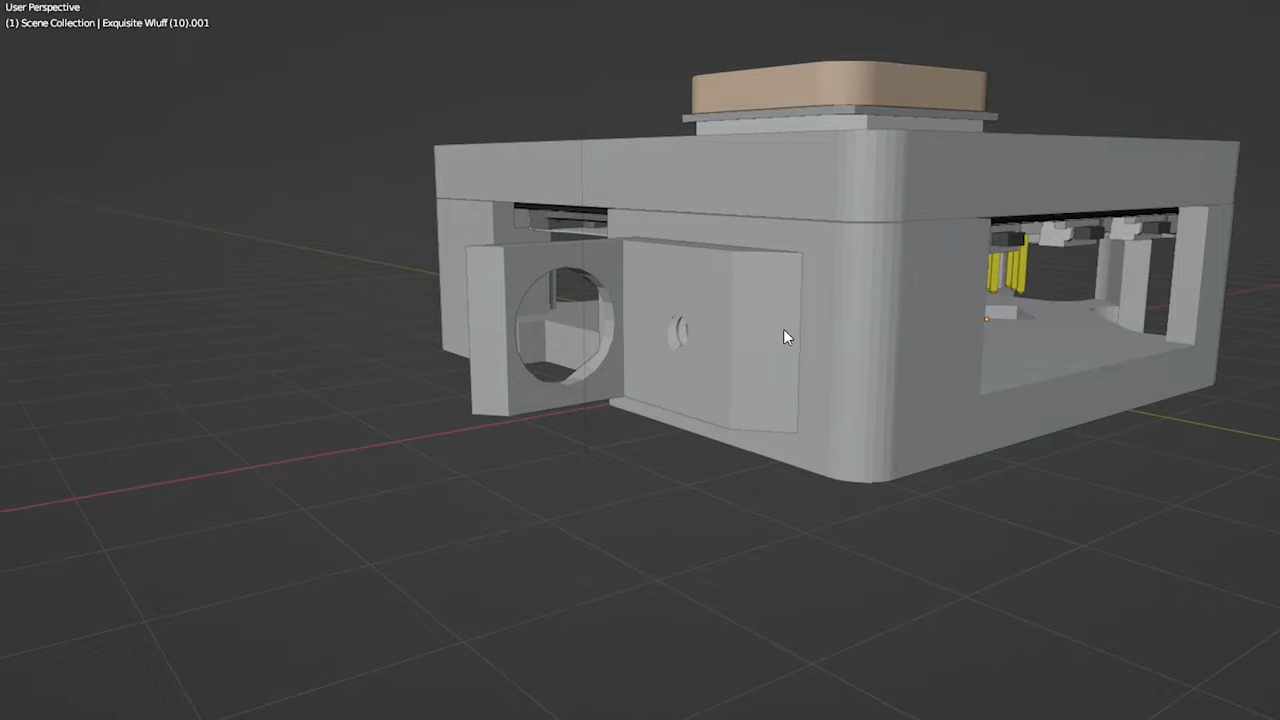 User Perspective
(1) Scene Collection | Exquisite Wluff (10).001